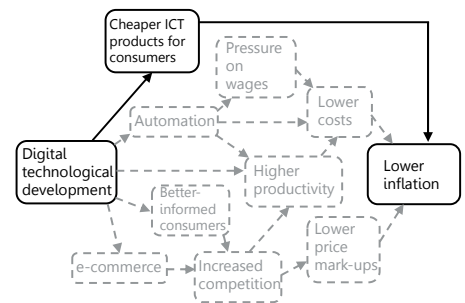 Cheaper ICT
products for
consumers
Pressure
on
wages
Automation
Lower
costs
Digital
technological
development
Higher
productivity
Lower
inflation
Better-
informed
consumers
Lower
price
mark-ups
e-commerce
Increased
competition